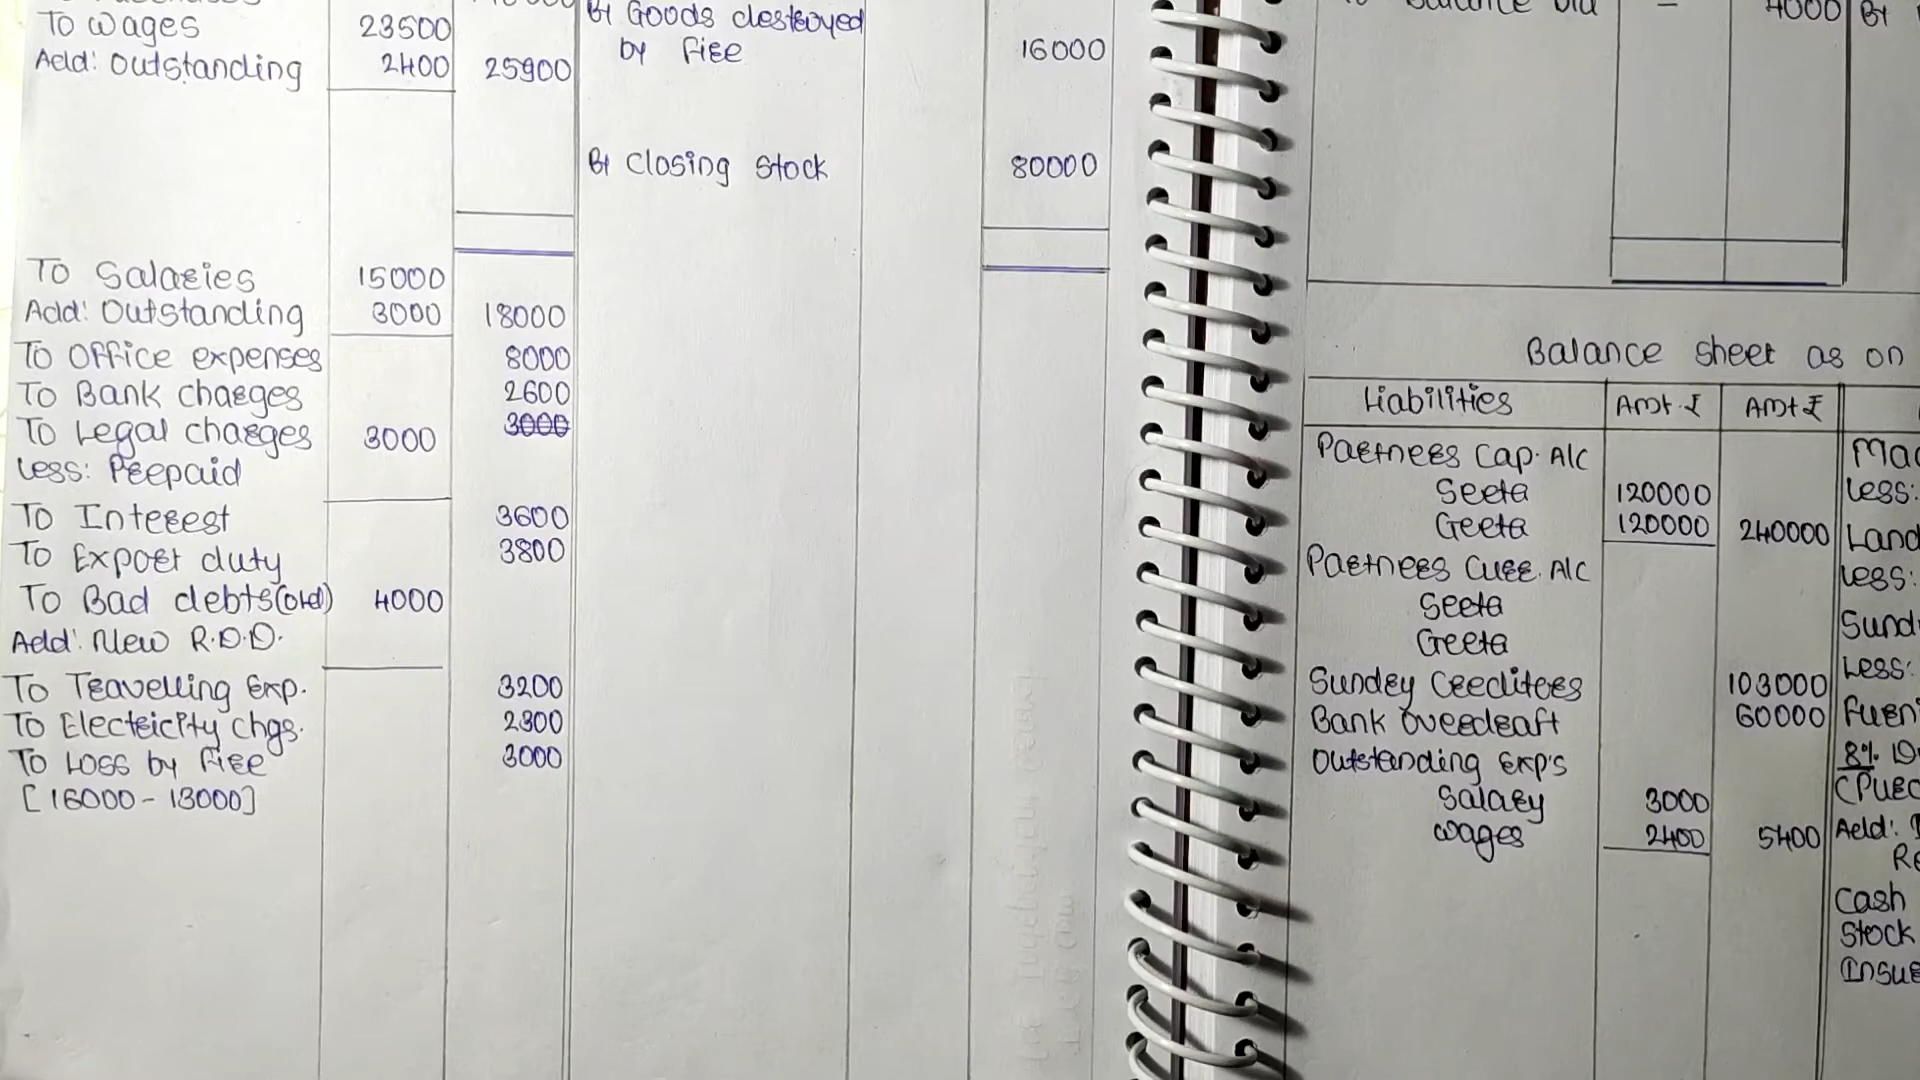 To wages 23500
Add: Outstanding 2400 25900
By Goods destroyed
by fire 16000
By Closing stock 80000
To Salaries 15000
Add: Outstanding 3000 18000
To Office expenses 8000
To Bank charges 2600
To Legal charges 3000 3000
Less: Prepaid
To Interest 3600
To Export duty 3800
To Bad debts(old) 4000
Add: New R.D.D.
To Travelling Exp. 3200
To Electricity Chgs. 2300
To Loss by fire 3000
[16000 - 13000]
4000 By
Balance sheet as on
Liabilities Amt ₹ Amt ₹
Partners Cap. A/c
Seeta 120000
Geeta 120000 240000
Partners Curr. A/c
Seeta
Geeta
Sundry Creditors 103000
Bank Overdraft 60000
Outstanding Exp's
Salary 3000
Wages 2400 5400
Less:
Land
Less:
Less:
8%
Add:
Cash
Stock